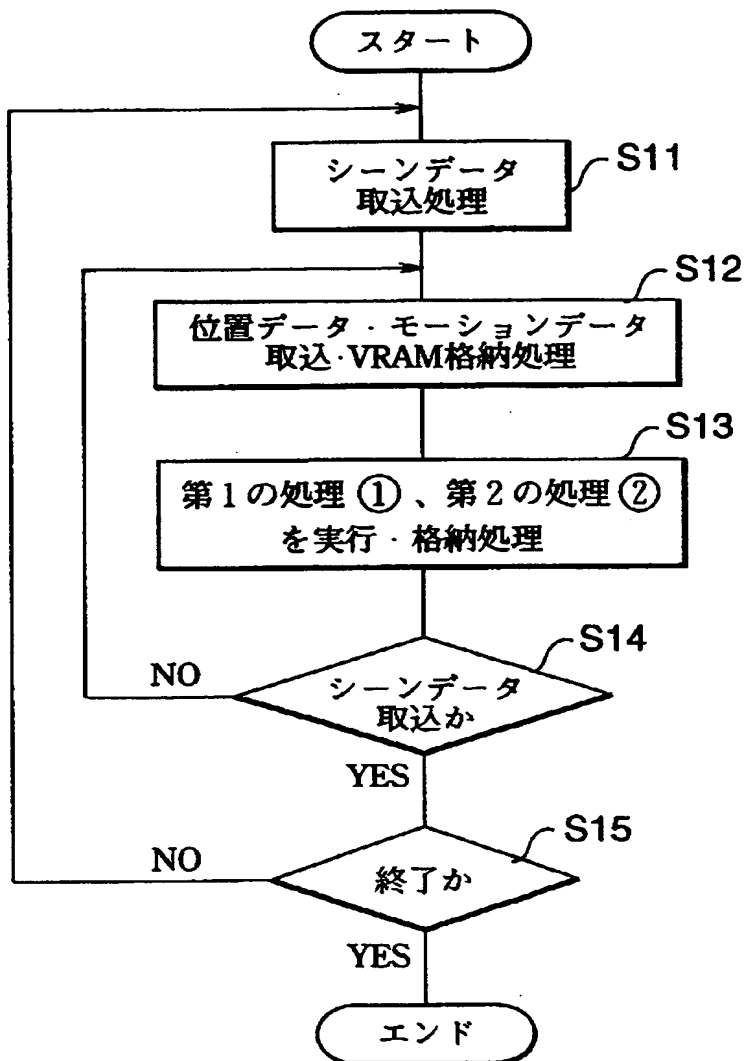 スタート
シーンデータ
取込処理
S11
S12
位置データ・モーションデータ
取込・VRAM格納処理
S13
第1の処理①、第2の処理②
を実行・格納処理
S14
シーンデータ
取込か
NO
YES
S15
終了か
NO
YES
エンド